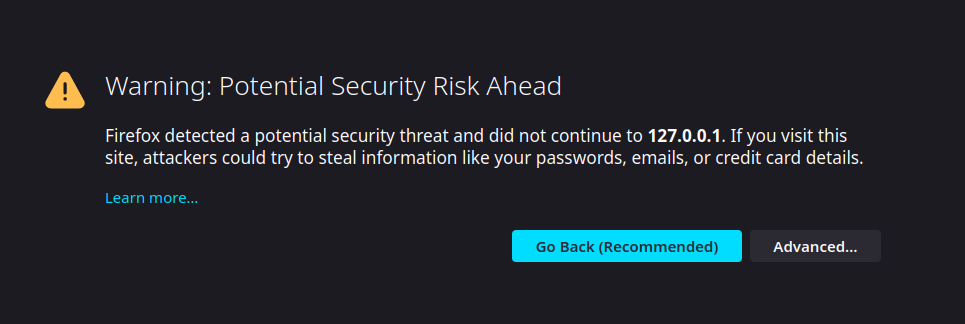 Warning: Potential Security Risk Ahead
Firefox detected a potential security threat and did not continue to 127.0.0.1. If you visit this
site, attackers could try to steal information like your passwords, emails, or credit card details.
Learn more...
Go Back (Recommended)
Advanced...